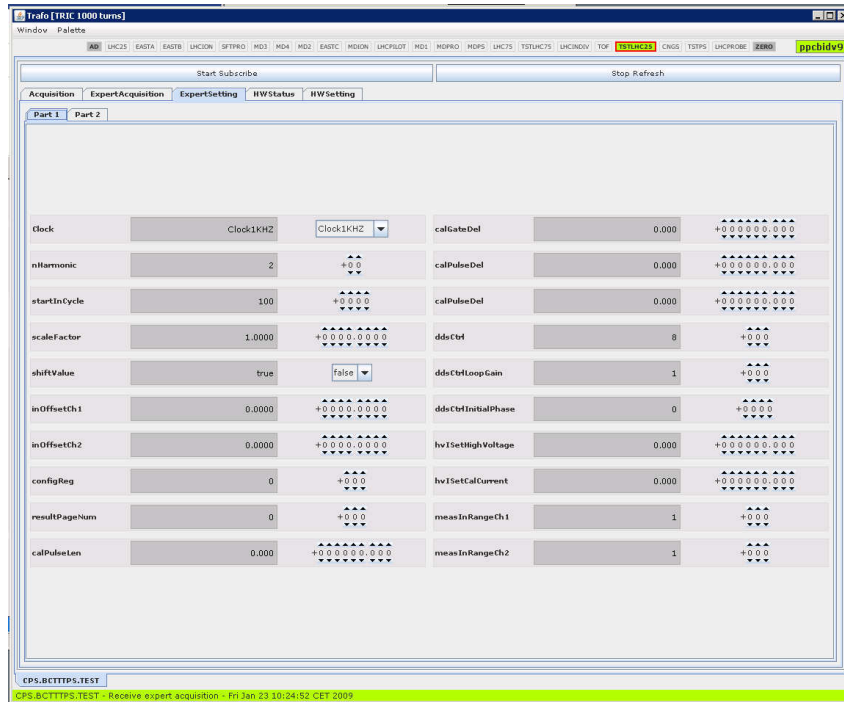 Trafo [TRIC 1000 turns]
Window Palette
AD LHC25 EASTA EASTB LHCION SFTPRO MD3 MD4 MD2 EASTC MDION LHCPILOT MD1 MOPRO MDPS LHC75 TSTLHC75 LHCINDIV TOF TSTLHC25 CNGS TSTPS LHCPROBE ZERO ppcbidv9
Start Subscribe Stop Refresh
Acquisition ExpertAcquisition ExpertSetting HWStatus HWSetting
Part 1 Part 2
Clock Clock1KHZ Clock1KHZ calGateDel 0.000 +000000.000
nHarmonic 2 +00 calPulseDel 0.000 +000000.000
startInCycle 100 +0000 calPulseDel 0.000 +000000.000
scaleFactor 1.0000 +0000.0000 ddsCtrl 8 +000
shiftValue true false ddsCtrlLoopGain 1 +000
inOffsetCh1 0.0000 +0000.0000 ddsCtrlInitialPhase 0 +0000
inOffsetCh2 0.0000 +0000.0000 hvISetHighVoltage 0.000 +000000.000
configReg 0 +000 hvISetCalCurrent 0.000 +000000.000
resultPageNum 0 +000 measInRangeCh1 1 +000
calPulseLen 0.000 +000000.000 measInRangeCh2 1 +000
CPS.BCTTTPS.TEST
CPS.BCTTTPS.TEST - Receive expert acquisition - Fri Jan 23 10:24:52 CET 2009